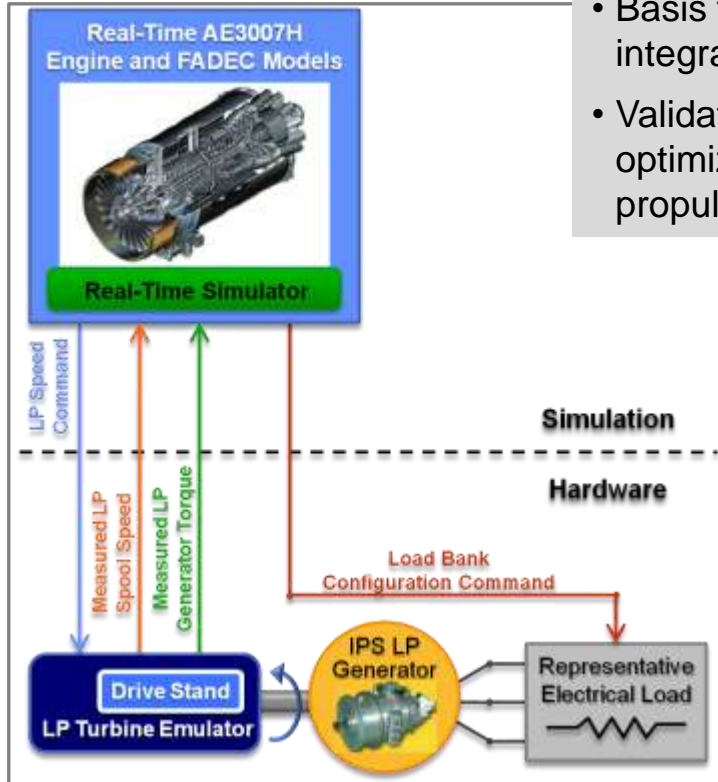 Real-Time AE3007H
Engine and FADEC Models
Real-Time Simulator
• Basis
• 
optimiz
propul
LP Speed
Command
Measured LP
Spool Speed
Measured LP
Generator Torque
Simulation
Hardware
Load Bank
Configuration Command
Drive Stand
LP Turbine Emulator
IPS LP
Generator
Representative
Electrical Load